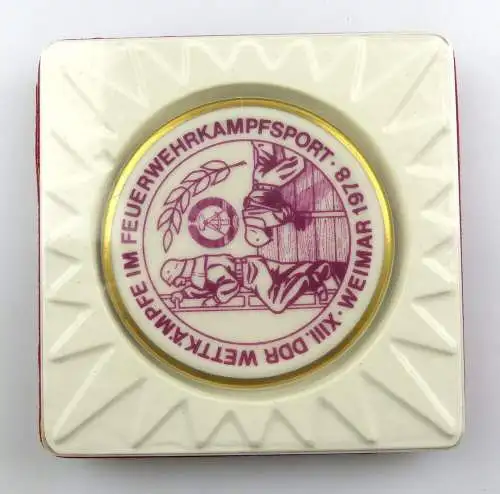 XIII. DDR WETTKÄMPFE IM FEUERWEHRKAMPFSPORT · WEIMAR 1978 ·